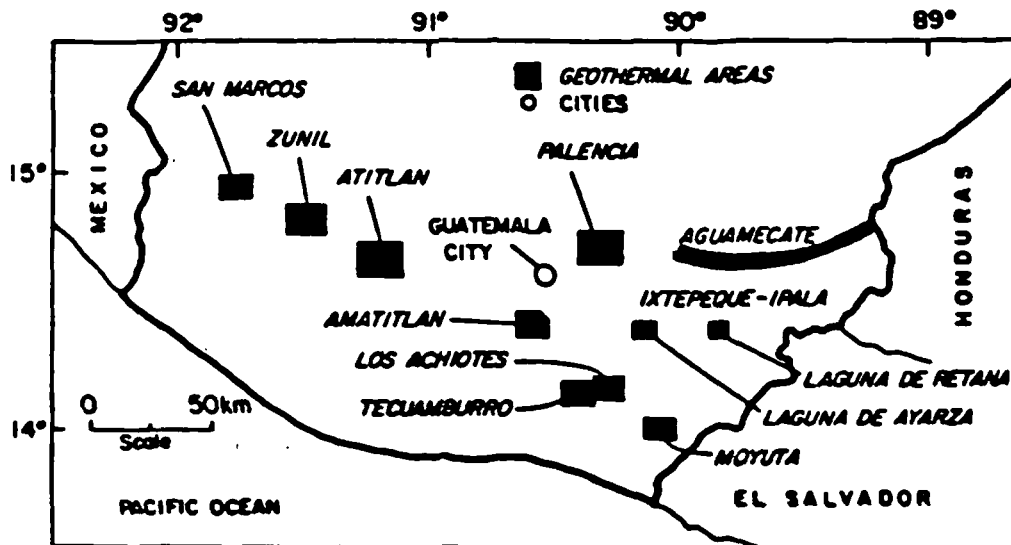 92°
91°
90°
89°
GEOTHERMAL AREAS
CITIES
SAN MARCOS
ZUNIL
ATITLAN
PALENCIA
15°
MEXICO
GUATEMALA
CITY
AGUAMECATE
HONDURAS
IXTEPEQUE-IPALA
AMATITLAN
LOS ACHIOTES
LAGUNA DE RETANA
TECUAMBURRO
LAGUNA DE AYARZA
0 50km
Scale
14°
MOYUTA
PACIFIC OCEAN
EL SALVADOR